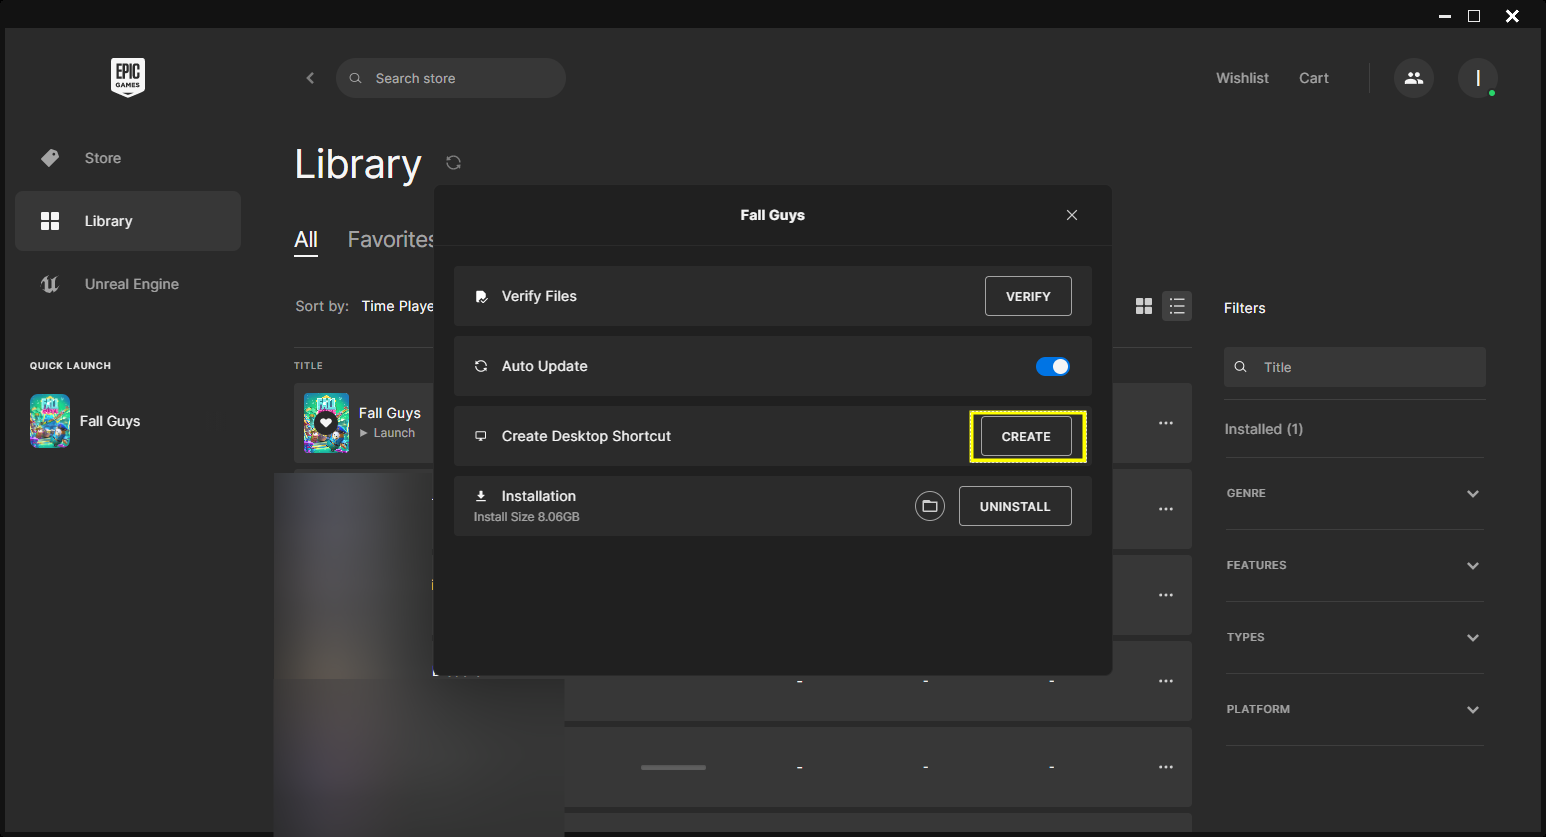 EPIC
GAMES
Search store
Wishlist
Cart
I
Store
Library
Unreal Engine
QUICK LAUNCH
Fall Guys
Library
All
Favorites
Sort by:
Time Playe
TITLE
Fall Guys
Launch
Fall Guys
Verify Files
VERIFY
Auto Update
Create Desktop Shortcut
CREATE
Installation
Install Size 8.06GB
UNINSTALL
- - -
- - -
Filters
Title
Installed (1)
GENRE
FEATURES
TYPES
PLATFORM